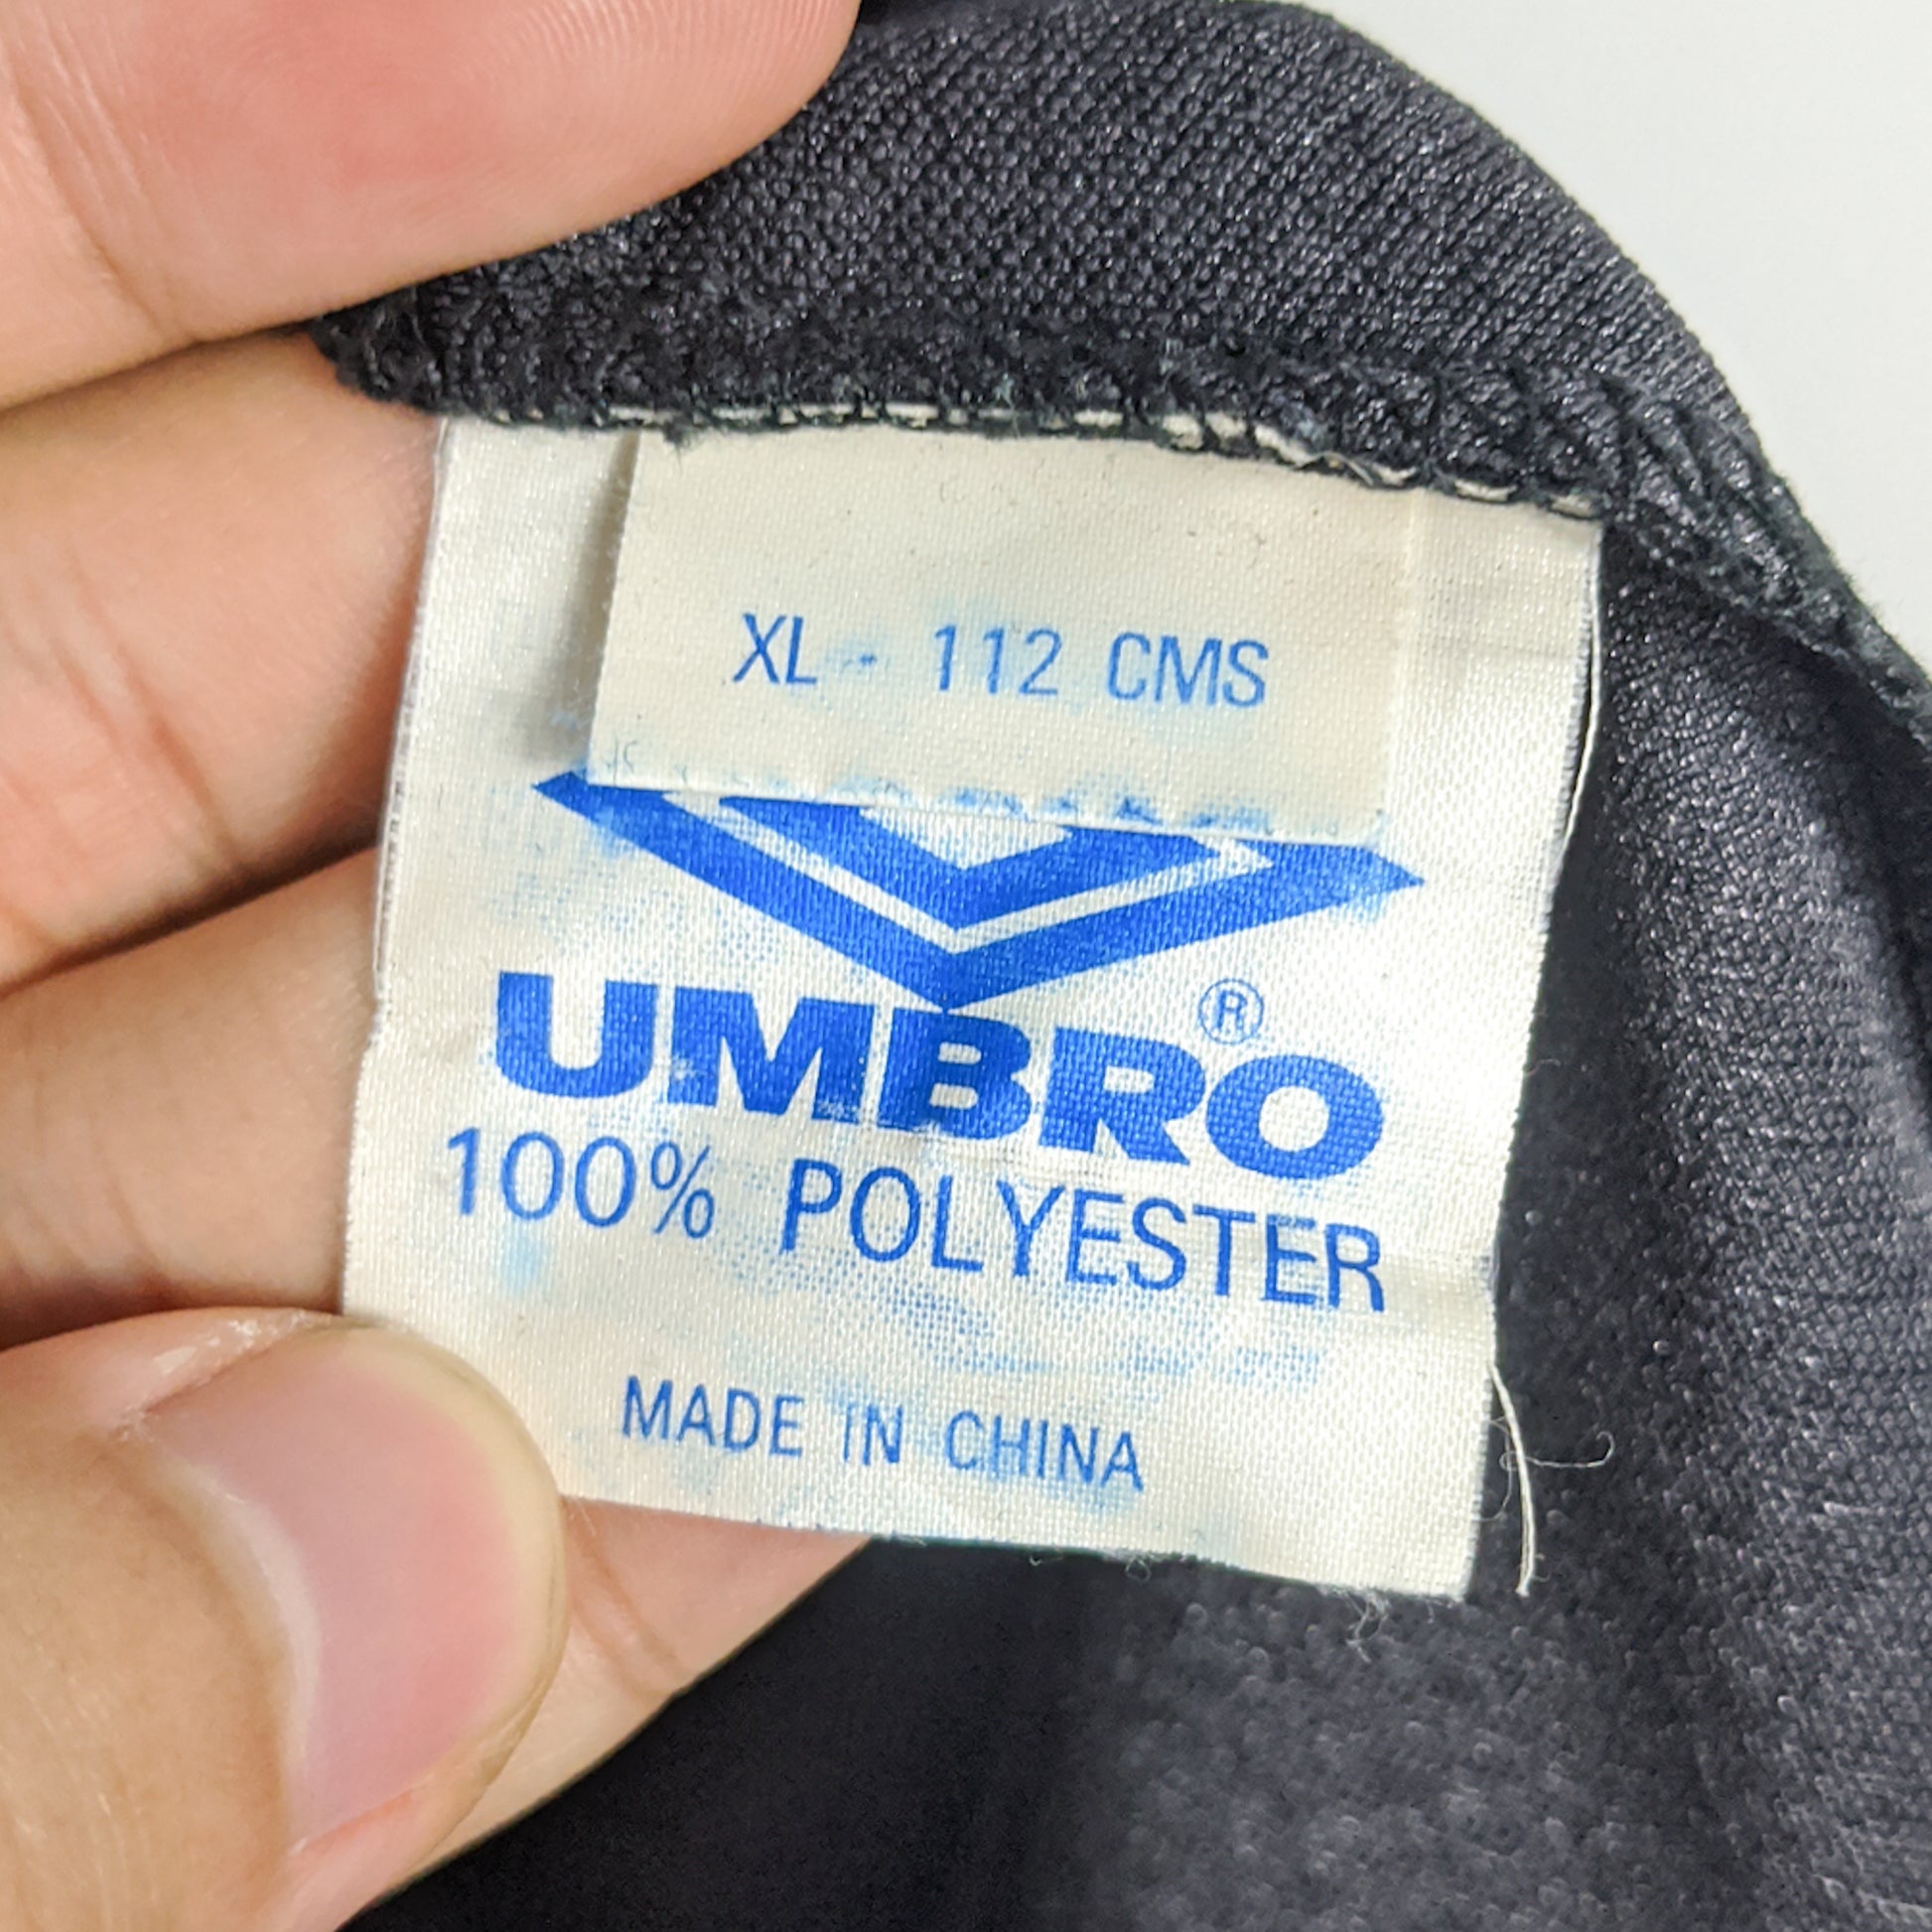 XL - 112 CMS
UMBRO ®
100% POLYESTER
MADE IN CHINA